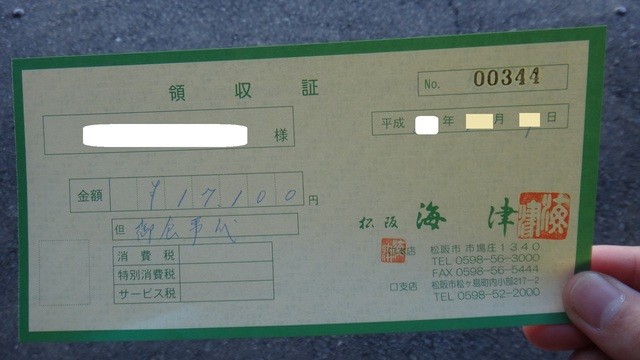 領収証
No. 00344
様
平成 年 月 日
金額 ¥17,100 円
但 御食事代
消費税
特別消費税
サービス税
松阪 海津
本店 松阪市市場庄1340
TEL 0598-56-3000
FAX 0598-56-5444
口支店 松阪市松ヶ島町内小部217-2
TEL 0598-52-2000